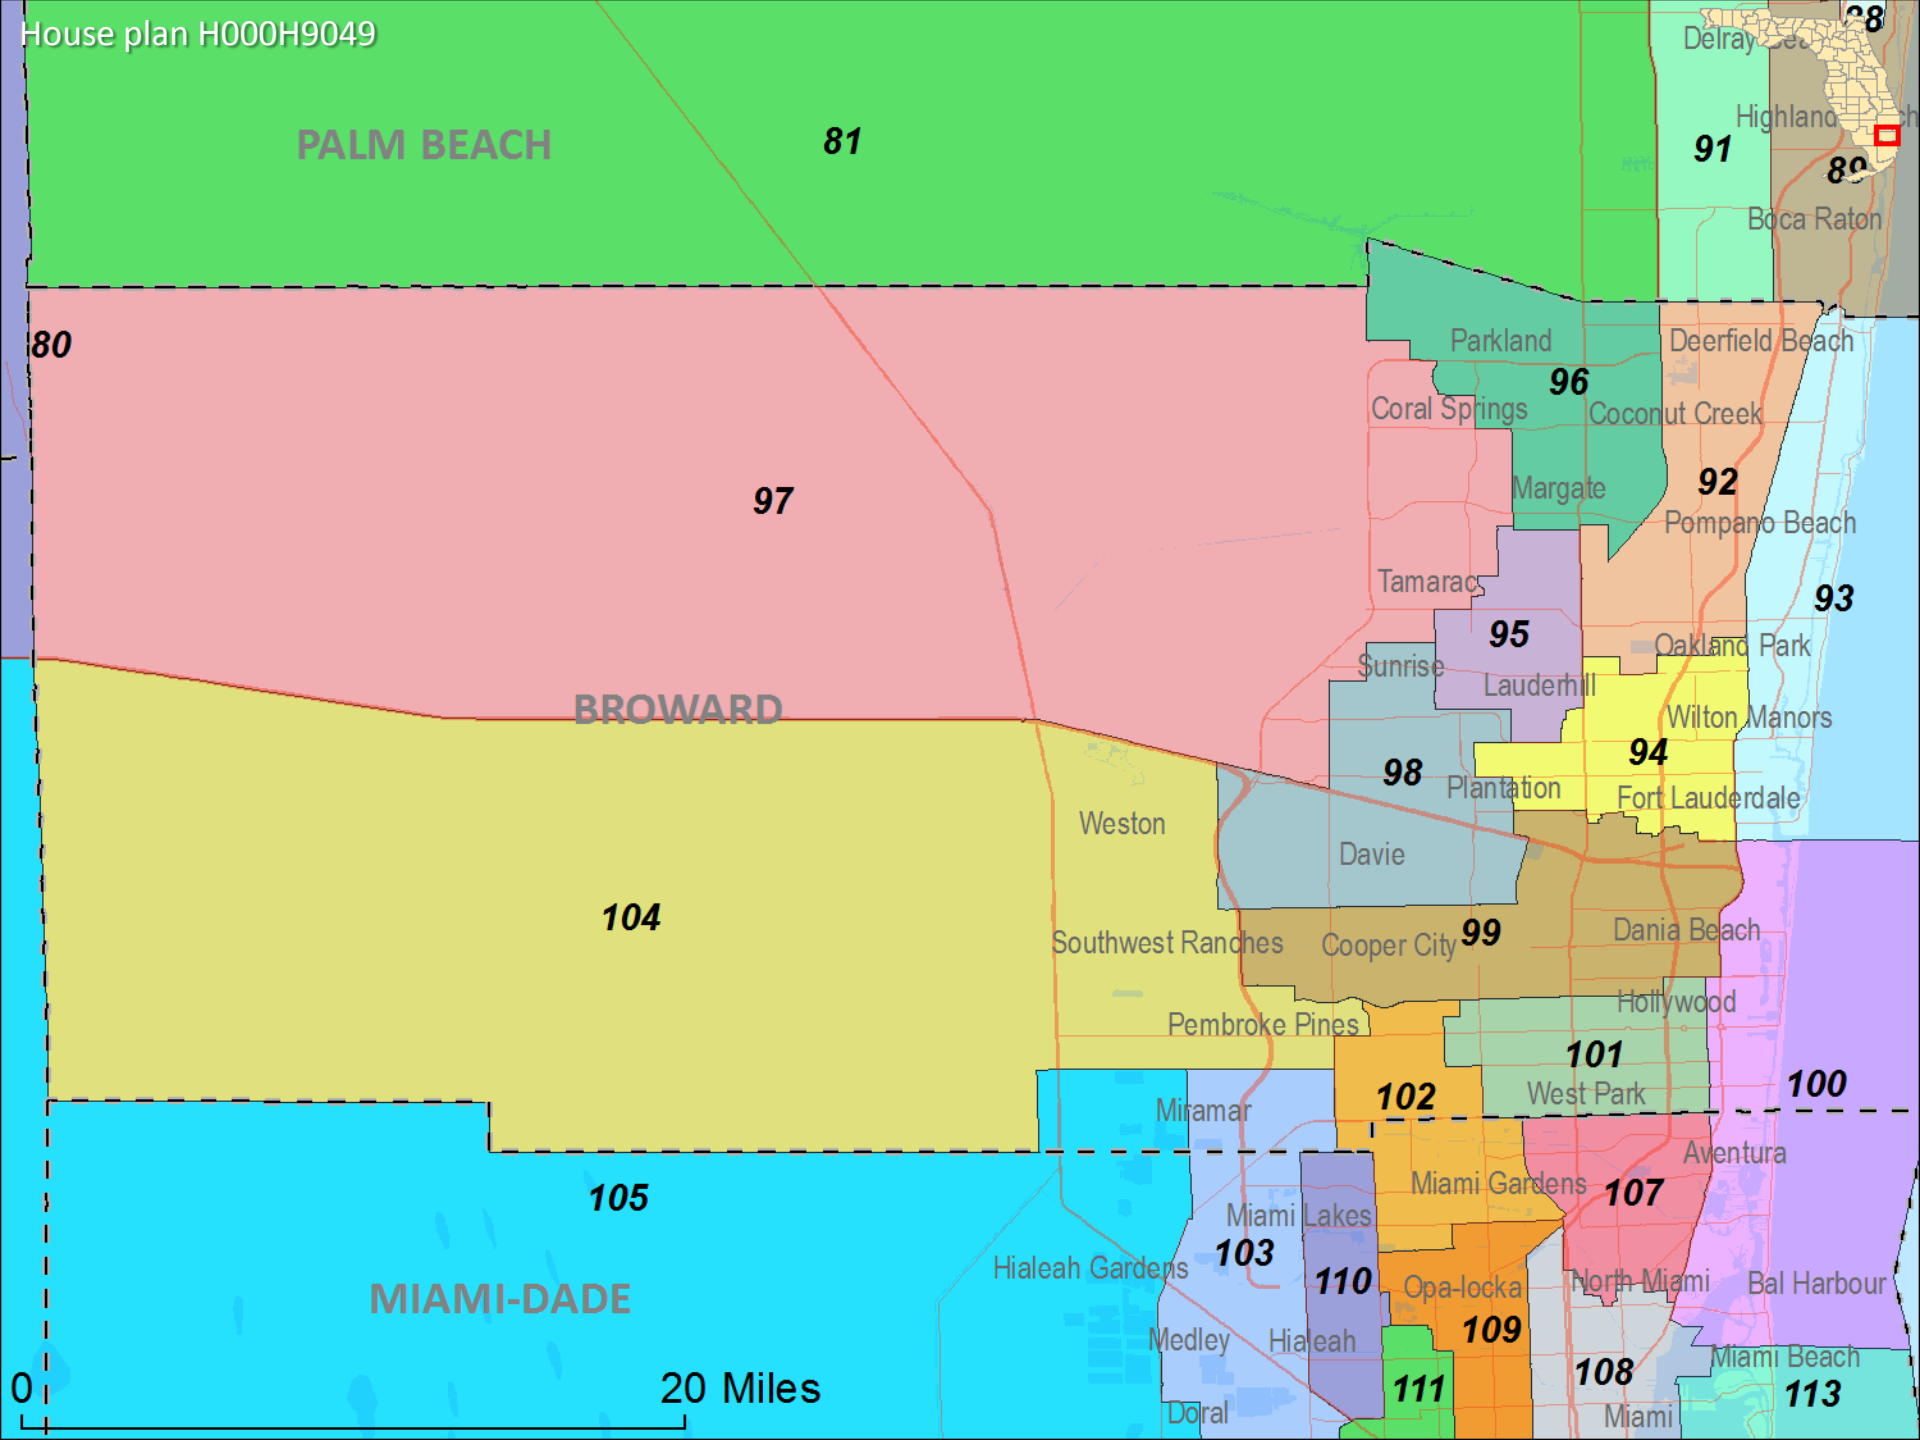 House plan H000H9049
PALM BEACH
81
91
Delray Bea
Highland
89
Boca Raton
80
97
Parkland
96
Deerfield Beach
Coral Springs
Coconut Creek
92
Margate
Pompano Beach
93
Tamarac
95
Oakland Park
Sunrise
Lauderhill
BROWARD
Wilton Manors
94
98
Plantation
Fort Lauderdale
Weston
Davie
104
Southwest Ranches
Cooper City
99
Dania Beach
Hollywood
Pembroke Pines
101
100
102
West Park
Miramar
Aventura
105
Miami Gardens
107
Miami Lakes
103
Hialeah Gardens
110
Opa-locka
North Miami
Bal Harbour
MIAMI-DADE
109
Medley
Hialeah
Miami Beach
108
113
111
Doral
Miami
0
20 Miles